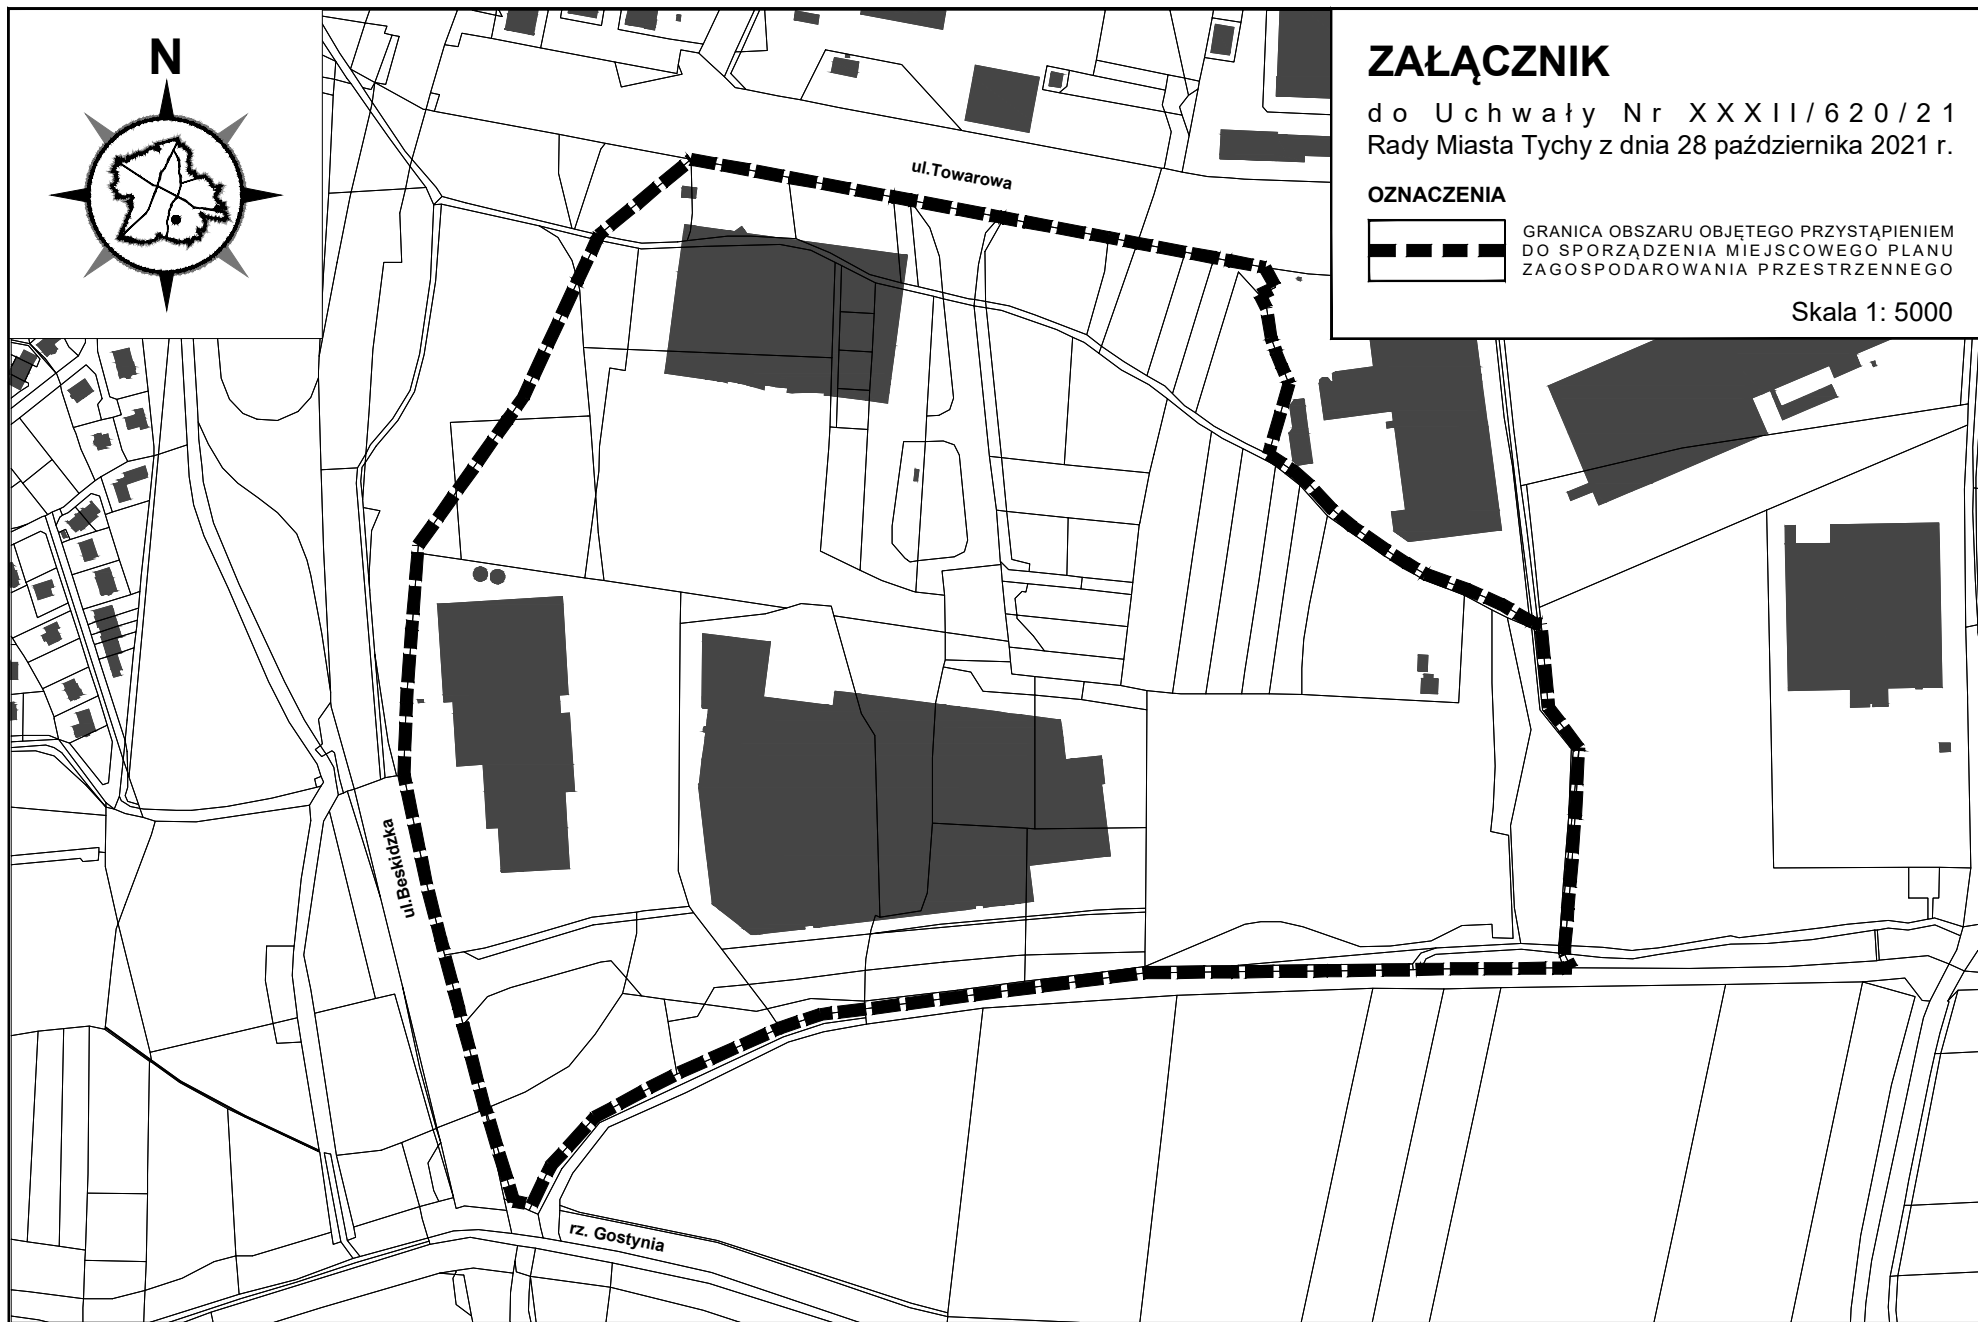 N
ZAŁĄCZNIK
do Uchwały Nr XXXII/620/21
Rady Miasta Tychy z dnia 28 października 2021 r.
OZNACZENIA
GRANICA OBSZARU OBJĘTEGO PRZYSTĄPIENIEM
DO SPORZĄDZENIA MIEJSCOWEGO PLANU
ZAGOSPODAROWANIA PRZESTRZENNEGO
Skala 1: 5000
ul.Towarowa
ul.Beskidzka
rz. Gostynia